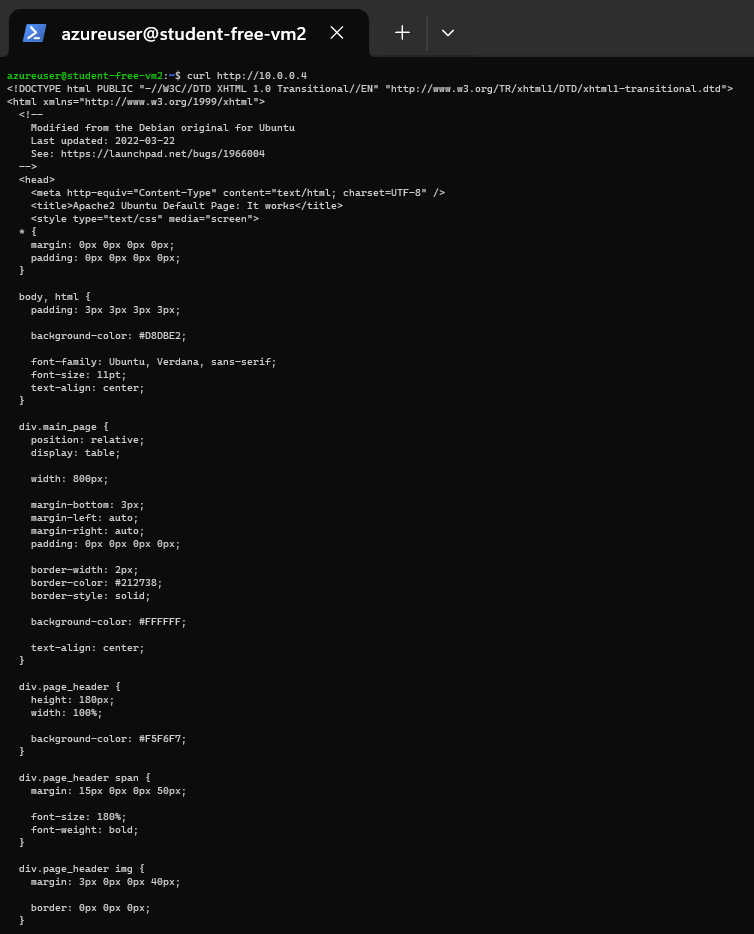 azureuser@student-free-vm2
azureuser@student-free-vm2:~$ curl http://10.0.0.4
<!DOCTYPE html PUBLIC "-//W3C//DTD XHTML 1.0 Transitional//EN" "http://www.w3.org/TR/xhtml1/DTD/xhtml1-transitional.dtd">
<html xmlns="http://www.w3.org/1999/xhtml">
  <!--
    Modified from the Debian original for Ubuntu
    Last updated: 2022-03-22
    See: https://launchpad.net/bugs/1966004
  -->
  <head>
    <meta http-equiv="Content-Type" content="text/html; charset=UTF-8" />
    <title>Apache2 Ubuntu Default Page: It works</title>
    <style type="text/css" media="screen">
  * {
    margin: 0px 0px 0px 0px;
    padding: 0px 0px 0px 0px;
  }
  body, html {
    padding: 3px 3px 3px 3px;
    background-color: #D8DBE2;
    font-family: Ubuntu, Verdana, sans-serif;
    font-size: 11pt;
    text-align: center;
  }
  div.main_page {
    position: relative;
    display: table;
    width: 800px;
    margin-bottom: 3px;
    margin-left: auto;
    margin-right: auto;
    padding: 0px 0px 0px 0px;
    border-width: 2px;
    border-color: #212738;
    border-style: solid;
    background-color: #FFFFFF;
    text-align: center;
  }
  div.page_header {
    height: 180px;
    width: 100%;
    background-color: #F5F6F7;
  }
  div.page_header span {
    margin: 15px 0px 0px 50px;
    font-size: 180%;
    font-weight: bold;
  }
  div.page_header img {
    margin: 3px 0px 0px 40px;
    border: 0px 0px 0px;
  }